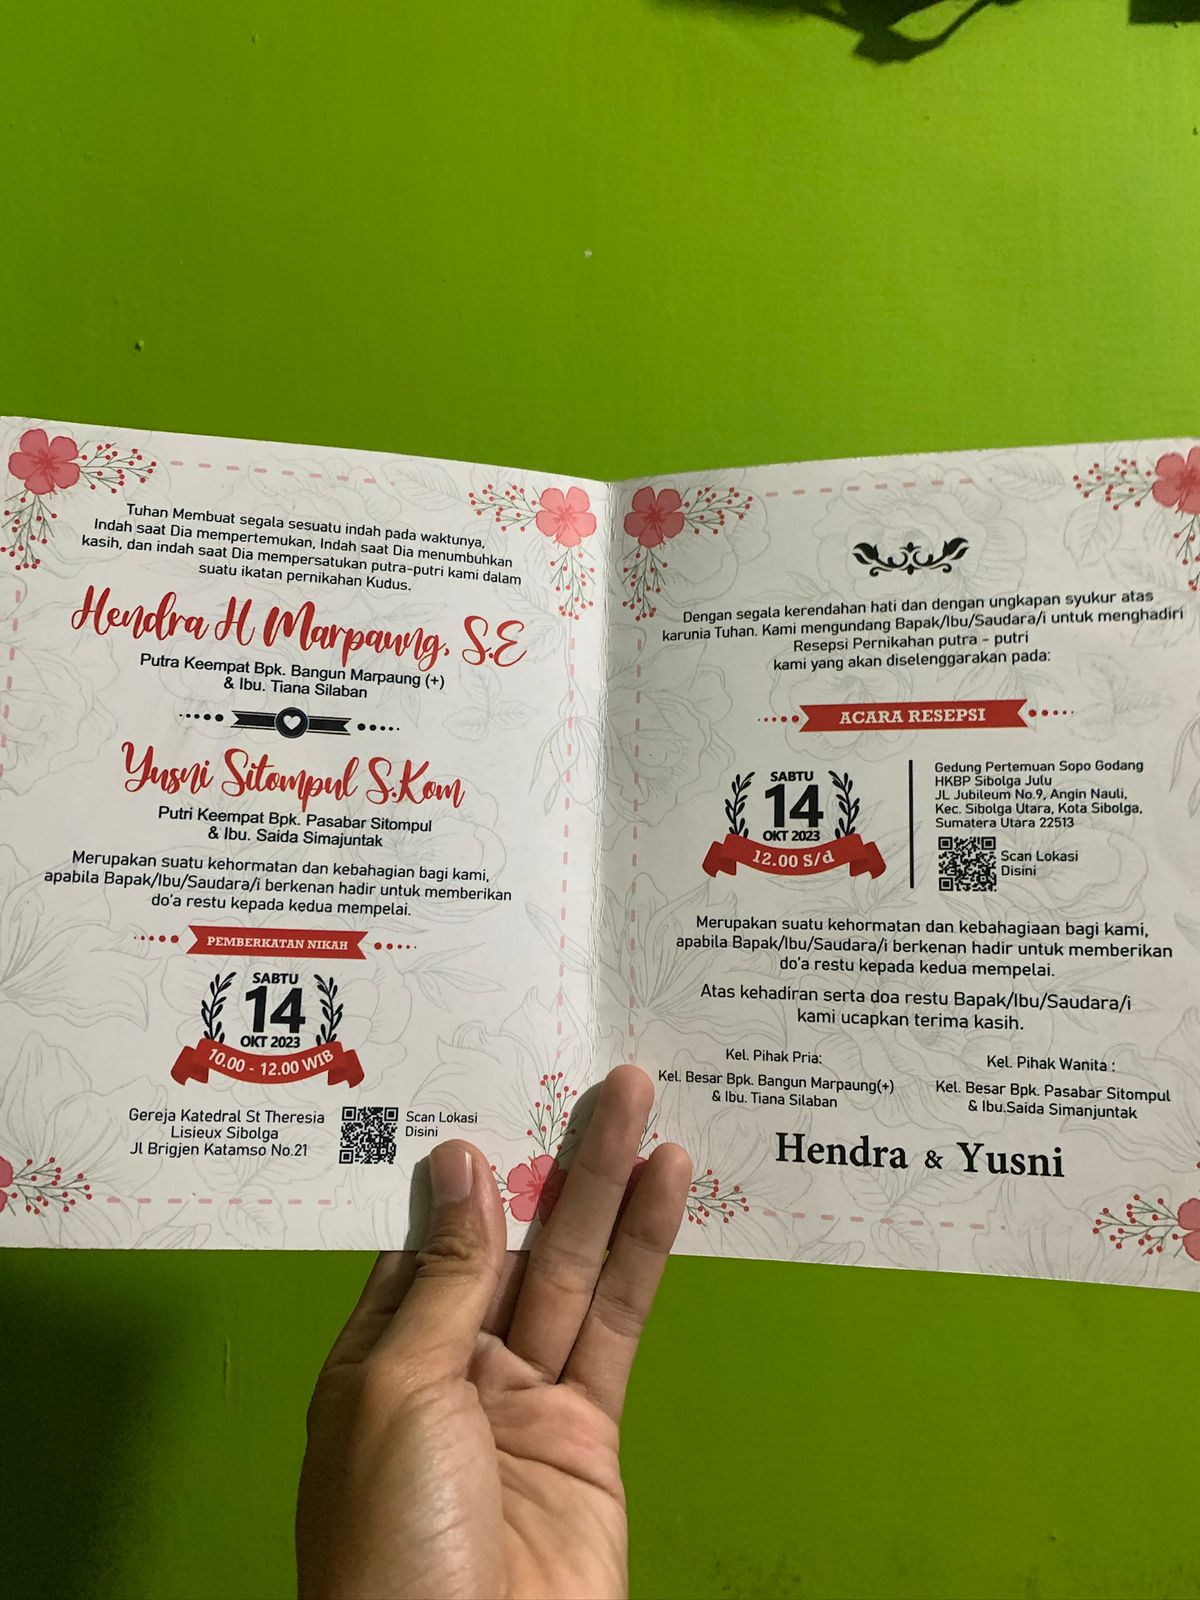 Tuhan Membuat segala sesuatu indah pada waktunya,
Indah saat Dia mempertemukan, Indah saat Dia menumbuhkan
kasih, dan indah saat Dia mempersatukan putra-putri kami dalam
suatu ikatan pernikahan Kudus.
Hendra H Marpaung, S.E
Putra Keempat Bpk. Bangun Marpaung (+)
& Ibu. Tiana Silaban
Yusni Sitompul S.Kom
Putri Keempat Bpk. Pasabar Sitompul
& Ibu. Saida Simajuntak
Merupakan suatu kehormatan dan kebahagian bagi kami,
apabila Bapak/Ibu/Saudara/i berkenan hadir untuk memberikan
do'a restu kepada kedua mempelai.
PEMBERKATAN NIKAH
SABTU
14
OKT 2023
10.00 - 12.00 WIB
Gereja Katedral St Theresia
Lisieux Sibolga
Jl Brigjen Katamso No.21
Scan Lokasi
Disini
Dengan segala kerendahan hati dan dengan ungkapan syukur atas
karunia Tuhan. Kami mengundang Bapak/Ibu/Saudara/i untuk menghadiri
Resepsi Pernikahan putra - putri
kami yang akan diselenggarakan pada:
ACARA RESEPSI
SABTU
14
OKT 2023
12.00 S/d
Gedung Pertemuan Sopo Godang
HKBP Sibolga Julu
JL Jubileum No.9, Angin Nauli,
Kec. Sibolga Utara, Kota Sibolga,
Sumatera Utara 22513
Scan Lokasi
Disini
Merupakan suatu kehormatan dan kebahagiaan bagi kami,
apabila Bapak/Ibu/Saudara/i berkenan hadir untuk memberikan
do'a restu kepada kedua mempelai.
Atas kehadiran serta doa restu Bapak/Ibu/Saudara/i
kami ucapkan terima kasih.
Kel. Pihak Pria:
Kel. Besar Bpk. Bangun Marpaung(+)
& Ibu. Tiana Silaban
Kel. Pihak Wanita :
Kel. Besar Bpk. Pasabar Sitompul
& Ibu.Saida Simanjuntak
Hendra & Yusni